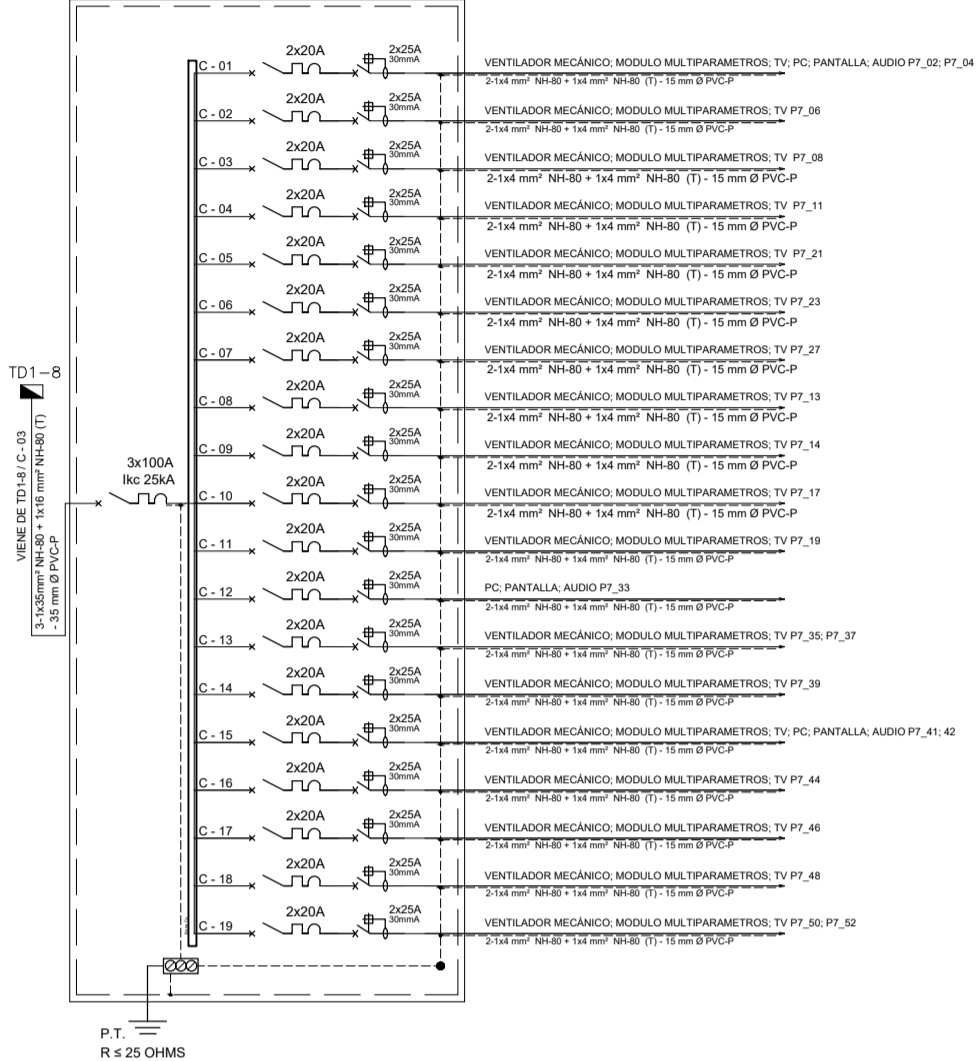 C - 01
2x20A
2x25A
30mmA
VENTILADOR MECÁNICO; MODULO MULTIPARAMETROS; TV; PC; PANTALLA; AUDIO P7_02; P7_04
2-1x4 mm² NH-80 + 1x4 mm² NH-80 (T) - 15 mm Ø PVC-P
C - 02
2x20A
2x25A
30mmA
VENTILADOR MECÁNICO; MODULO MULTIPARAMETROS; TV P7_06
2-1x4 mm² NH-80 + 1x4 mm² NH-80 (T) - 15 mm Ø PVC-P
C - 03
2x20A
2x25A
30mmA
VENTILADOR MECÁNICO; MODULO MULTIPARAMETROS; TV P7_08
2-1x4 mm² NH-80 + 1x4 mm² NH-80 (T) - 15 mm Ø PVC-P
C - 04
2x20A
2x25A
30mmA
VENTILADOR MECÁNICO; MODULO MULTIPARAMETROS; TV P7_11
2-1x4 mm² NH-80 + 1x4 mm² NH-80 (T) - 15 mm Ø PVC-P
C - 05
2x20A
2x25A
30mmA
VENTILADOR MECÁNICO; MODULO MULTIPARAMETROS; TV P7_21
2-1x4 mm² NH-80 + 1x4 mm² NH-80 (T) - 15 mm Ø PVC-P
C - 06
2x20A
2x25A
30mmA
VENTILADOR MECÁNICO; MODULO MULTIPARAMETROS; TV P7_23
2-1x4 mm² NH-80 + 1x4 mm² NH-80 (T) - 15 mm Ø PVC-P
C - 07
2x20A
2x25A
30mmA
VENTILADOR MECÁNICO; MODULO MULTIPARAMETROS; TV P7_27
2-1x4 mm² NH-80 + 1x4 mm² NH-80 (T) - 15 mm Ø PVC-P
TD1-8
VIENE DE TD1-8 / C - 03
3-1x35mm² NH-80 + 1x16 mm² NH-80 (T)
- 35 mm Ø PVC-P
3x100A
Ikc 25kA
C - 08
2x20A
2x25A
30mmA
VENTILADOR MECÁNICO; MODULO MULTIPARAMETROS; TV P7_13
2-1x4 mm² NH-80 + 1x4 mm² NH-80 (T) - 15 mm Ø PVC-P
C - 09
2x20A
2x25A
30mmA
VENTILADOR MECÁNICO; MODULO MULTIPARAMETROS; TV P7_14
2-1x4 mm² NH-80 + 1x4 mm² NH-80 (T) - 15 mm Ø PVC-P
C - 10
2x20A
2x25A
30mmA
VENTILADOR MECÁNICO; MODULO MULTIPARAMETROS; TV P7_17
2-1x4 mm² NH-80 + 1x4 mm² NH-80 (T) - 15 mm Ø PVC-P
C - 11
2x20A
2x25A
30mmA
VENTILADOR MECÁNICO; MODULO MULTIPARAMETROS; TV P7_19
2-1x4 mm² NH-80 + 1x4 mm² NH-80 (T) - 15 mm Ø PVC-P
C - 12
2x20A
2x25A
30mmA
PC; PANTALLA; AUDIO P7_33
2-1x4 mm² NH-80 + 1x4 mm² NH-80 (T) - 15 mm Ø PVC-P
C - 13
2x20A
2x25A
30mmA
VENTILADOR MECÁNICO; MODULO MULTIPARAMETROS; TV P7_35; P7_37
2-1x4 mm² NH-80 + 1x4 mm² NH-80 (T) - 15 mm Ø PVC-P
C - 14
2x20A
2x25A
30mmA
VENTILADOR MECÁNICO; MODULO MULTIPARAMETROS; TV P7_39
2-1x4 mm² NH-80 + 1x4 mm² NH-80 (T) - 15 mm Ø PVC-P
C - 15
2x20A
2x25A
30mmA
VENTILADOR MECÁNICO; MODULO MULTIPARAMETROS; TV; PC; PANTALLA; AUDIO P7_41; 42
2-1x4 mm² NH-80 + 1x4 mm² NH-80 (T) - 15 mm Ø PVC-P
C - 16
2x20A
2x25A
30mmA
VENTILADOR MECÁNICO; MODULO MULTIPARAMETROS; TV P7_44
2-1x4 mm² NH-80 + 1x4 mm² NH-80 (T) - 15 mm Ø PVC-P
C - 17
2x20A
2x25A
30mmA
VENTILADOR MECÁNICO; MODULO MULTIPARAMETROS; TV P7_46
2-1x4 mm² NH-80 + 1x4 mm² NH-80 (T) - 15 mm Ø PVC-P
C - 18
2x20A
2x25A
30mmA
VENTILADOR MECÁNICO; MODULO MULTIPARAMETROS; TV P7_48
2-1x4 mm² NH-80 + 1x4 mm² NH-80 (T) - 15 mm Ø PVC-P
C - 19
2x20A
2x25A
30mmA
VENTILADOR MECÁNICO; MODULO MULTIPARAMETROS; TV P7_50; P7_52
2-1x4 mm² NH-80 + 1x4 mm² NH-80 (T) - 15 mm Ø PVC-P
P.T.
R ≤ 25 OHMS